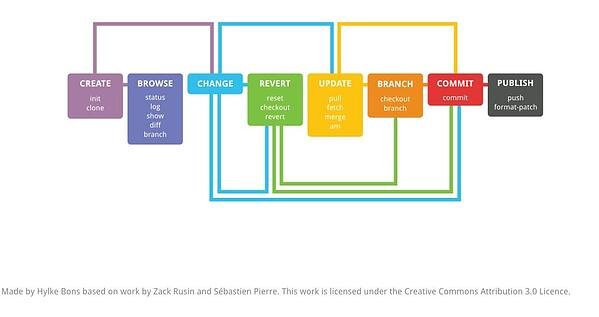 CREATE
init
clone
BROWSE
status
log
show
diff
branch
CHANGE
REVERT
reset
checkout
revert
UPDATE
pull
fetch
merge
am
BRANCH
checkout
branch
COMMIT
commit
PUBLISH
push
format-patch
Made by Hylke Bons based on work by Zack Rusin and Sébastien Pierre. This work is licensed under the Creative Commons Attribution 3.0 Licence.